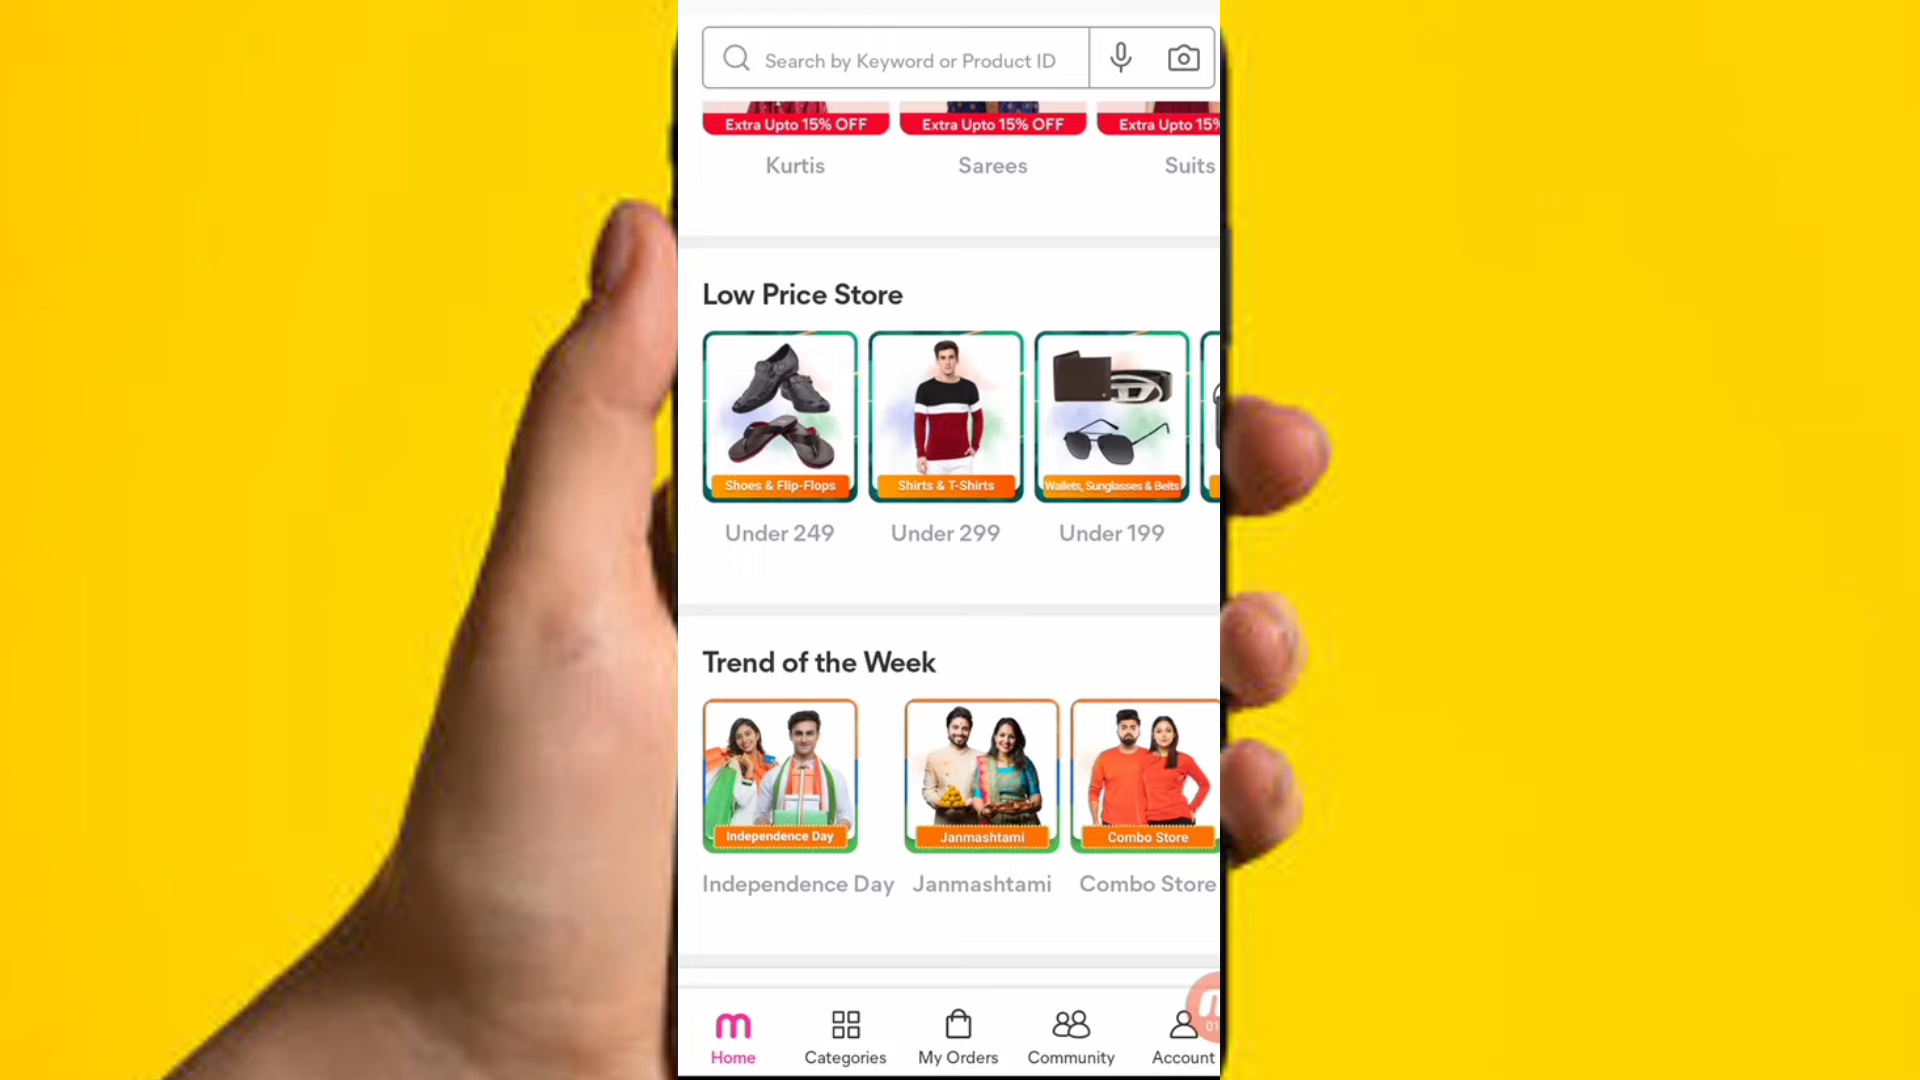 Search by Keyword or Product ID
Extra Upto 15% OFF
Extra Upto 15% OFF
Extra Upto 15%
Kurtis
Sarees
Suits
Low Price Store
Shoes & Flip-Flops
Shirts & T-Shirts
Wallets, Sunglasses & Belts
Under 249
Under 299
Under 199
Trend of the Week
Independence Day
Janmashtami
Combo Store
Independence Day
Janmashtami
Combo Store
m
01
Home
Categories
My Orders
Community
Account